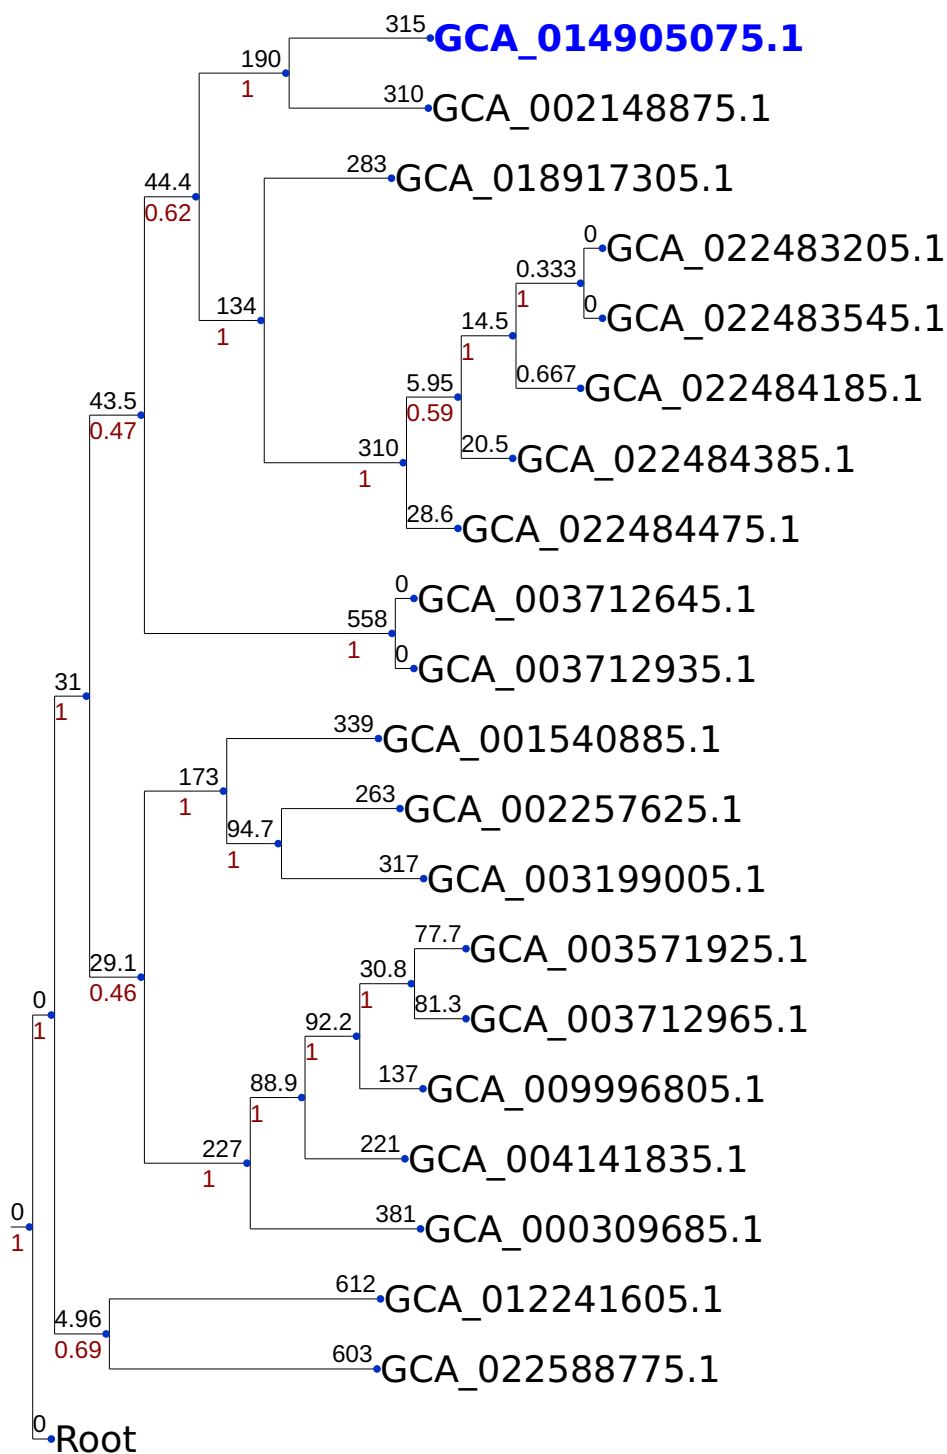 315
GCA_014905075.1
190
1
310
GCA_002148875.1
283
GCA_018917305.1
44.4
0.62
0
GCA_022483205.1
0.333
1
0
GCA_022483545.1
134
1
14.5
1
0.667
GCA_022484185.1
5.95
0.59
43.5
0.47
20.5
GCA_022484385.1
310
1
28.6
GCA_022484475.1
0
GCA_003712645.1
558
1
0
GCA_003712935.1
31
1
339
GCA_001540885.1
173
1
263
GCA_002257625.1
94.7
1
317
GCA_003199005.1
77.7
GCA_003571925.1
29.1
0.46
30.8
1
81.3
GCA_003712965.1
0
1
92.2
1
137
GCA_009996805.1
88.9
1
221
GCA_004141835.1
227
1
381
GCA_000309685.1
0
1
612
GCA_012241605.1
4.96
0.69
603
GCA_022588775.1
0
Root